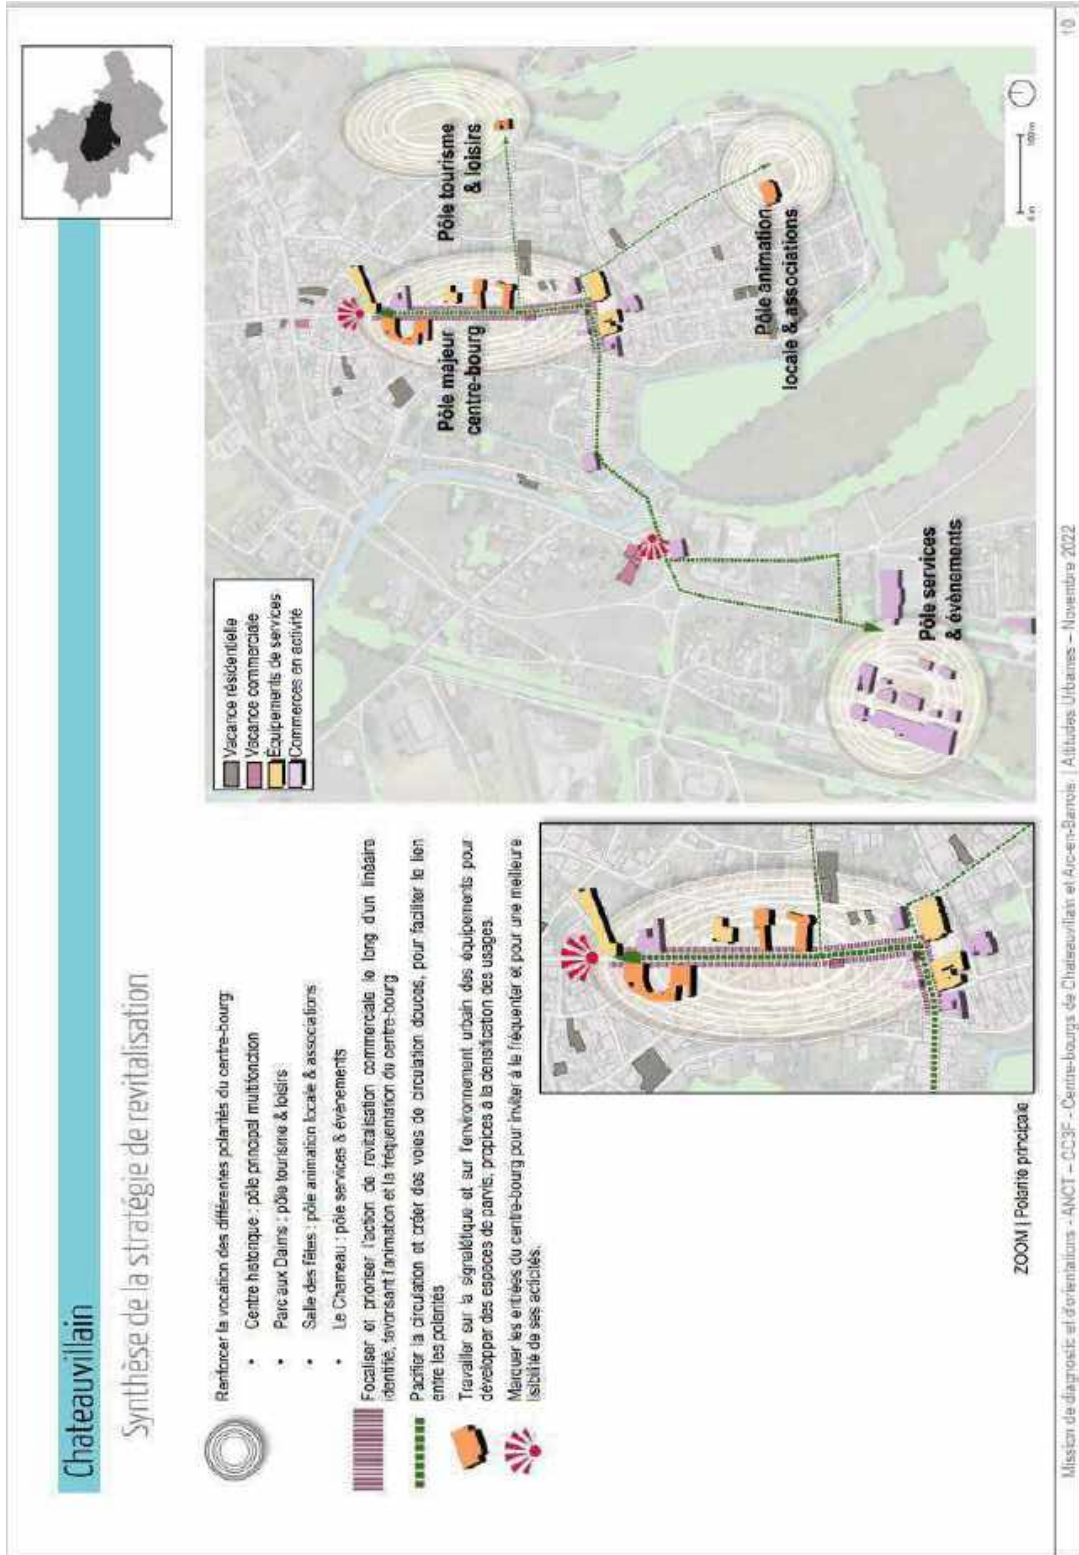 Chateauvillain
Synthèse de la stratégie de revitalisation
Renforcer la vocation des différentes polarités du centre-bourg:
• Centre historique : pôle principal multifonction
• Parc aux Daims : pôle tourisme & loisirs
• Salle des fêtes : pôle animation locale & associations
• Le Chameau : pôle services & évènements
Focaliser et prioriser l'action de revitalisation commerciale le long d'un linéaire
identifié, favorisant l'animation et la fréquentation du centre-bourg
Pacifier la circulation et créer des voies de circulation douces, pour faciliter le lien
entre les polarités
Travailler sur la signalétique et sur l'environnement urbain des équipements pour
développer des espaces de parvis, propices à la densification des usages.
Marquer les entrées du centre-bourg pour inviter à le fréquenter et pour une meilleure
lisibilité de ses acticités.
ZOOM | Polarité principale
Vacance résidentielle
Vacance commerciale
Equipements de services
Commerces en activité
Pôle majeur
centre-bourg
Pôle tourisme
& loisirs
Pôle animation
locale & associations
Pôle services
& évènements
0 m
100 m
Mission de diagnostic et d'orientations - ANCT – CC3F - Centre-bourgs de Chateauvillain et Arc-en-Barrois | Attitudes Urbaines – Novembre 2022
10